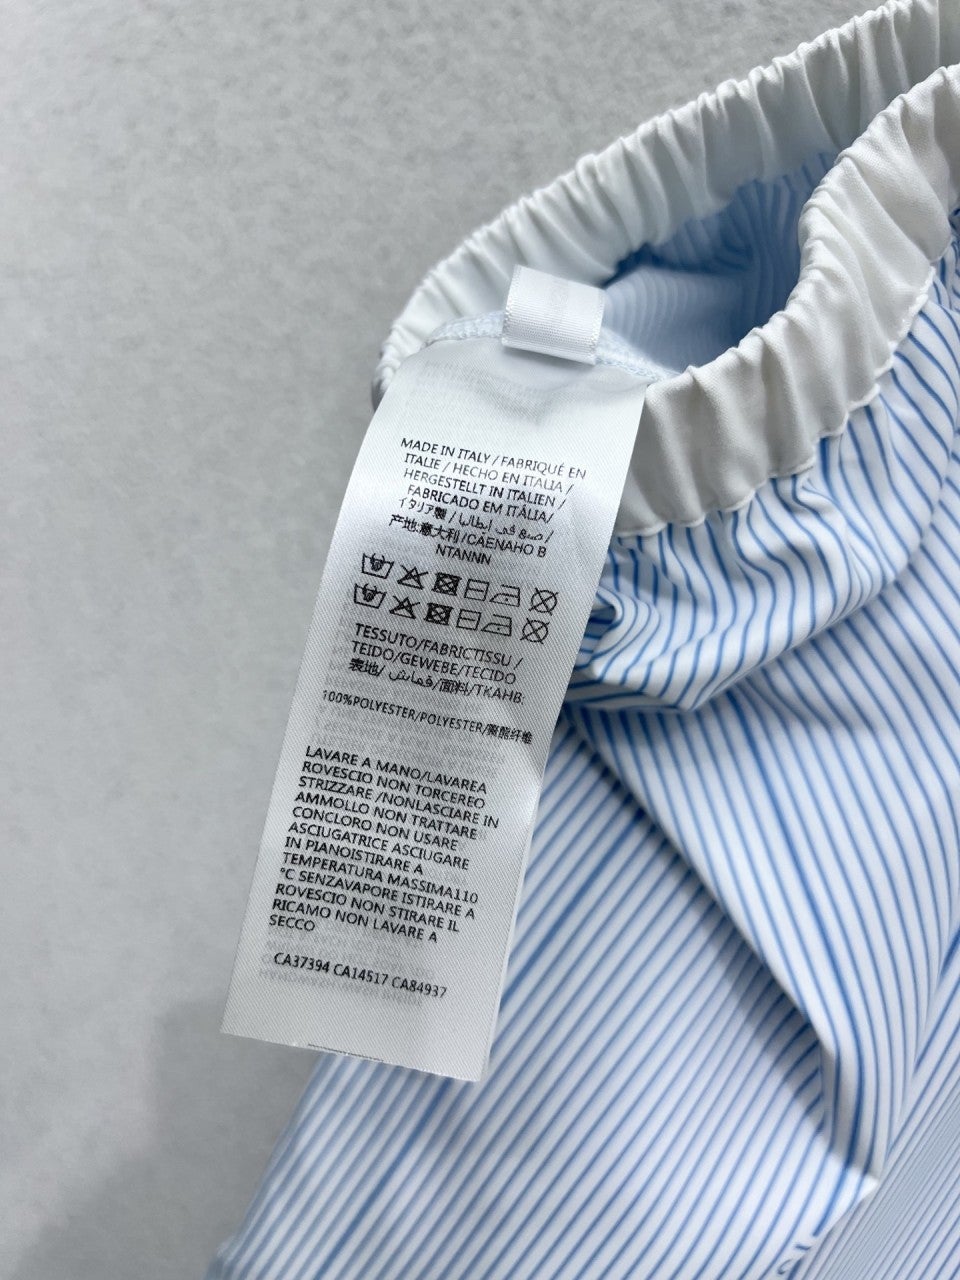 MADE IN ITALY / FABRIQUÉ EN
ITALIE / HECHO EN ITALIA /
HERGESTELLT IN ITALIEN /
FABRICADO EM ITÀLIA/
イタリア製 / صنع في إيطاليا /
产地:意大利 /CAENAHO B
NTANNN
TESSUTO/FABRICTISSU /
TEIDO/GEWEBE/TECIDO
表地/ قماش /面料/TKAHB:
100%POLYESTER/POLYESTER/聚酯纤维
LAVARE A MANO/LAVAREA
ROVESCIO NON TORCEREO
STRIZZARE /NONLASCIARE IN
AMMOLLO NON TRATTARE
CONCLORO NON USARE
ASCIUGATRICE ASCIUGARE
IN PIANOISTIRARE A
TEMPERATURA MASSIMA110
°C SENZAVAPORE ISTIRARE A
ROVESCIO NON STIRARE IL
RICAMO NON LAVARE A
SECCO
CA37394 CA14517 CA84937